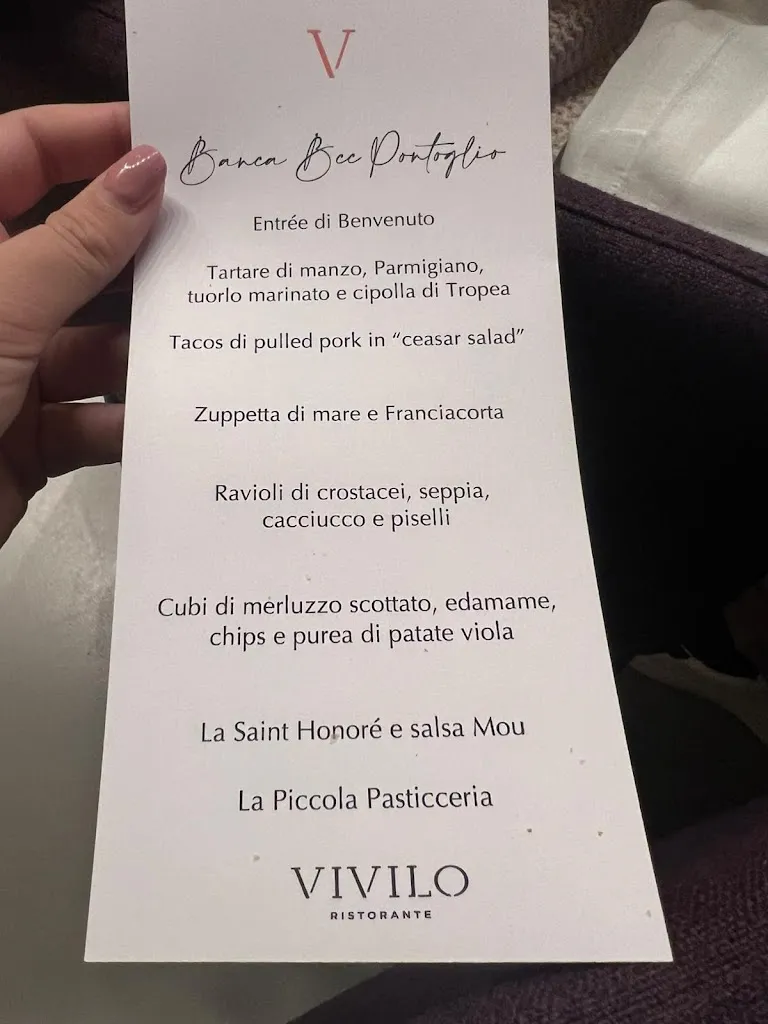 V
Banca Bcc Pontoglio
Entrée di Benvenuto
Tartare di manzo, Parmigiano,
tuorlo marinato e cipolla di Tropea
Tacos di pulled pork in “ceasar salad”
Zuppetta di mare e Franciacorta
Ravioli di crostacei, seppia,
cacciucco e piselli
Cubi di merluzzo scottato, edamame,
chips e purea di patate viola
La Saint Honoré e salsa Mou
La Piccola Pasticceria
VIVILO
RISTORANTE